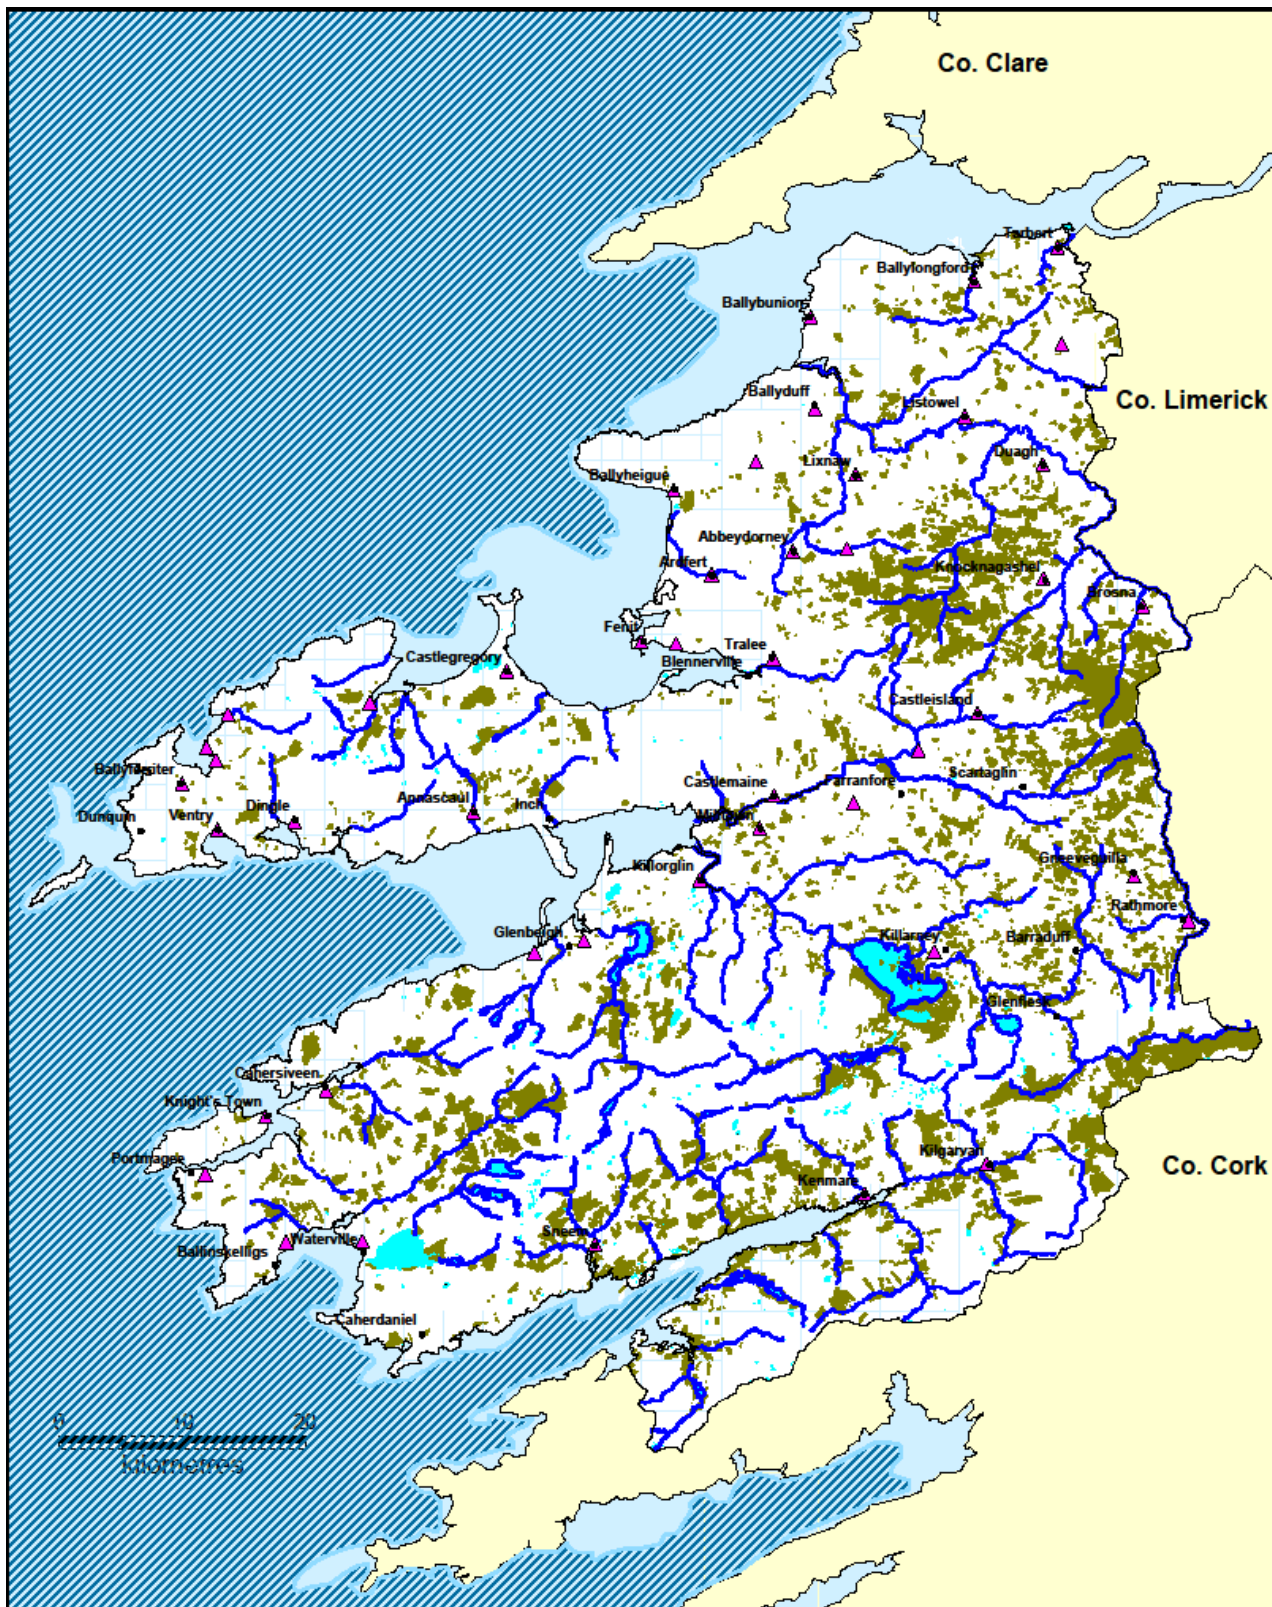 Co. Clare
Tarbert
Ballylongford
Ballybunion
Ballyduff
Listowel
Co. Limerick
Duagh
Lixnaw
Ballyheigue
Abbeydorney
Ardfert
Knocknagashel
Brosna
Fenit
Tralee
Castlegregory
Blennerville
Castleisland
Scartaglin
Castlemaine
Farranfore
Annascaul
Inch
Dingle
Ventry
Dunquin
Milltown
Greeveguilla
Killorglin
Rathmore
Glenbeigh
Killarney
Barraduff
Glenflesk
Cahersiveen
Knight's Town
Portmagee
Kilgarvan
Co. Cork
Kenmare
Sneem
Waterville
Ballinskelligs
Caherdaniel
0 10 20
kilometres